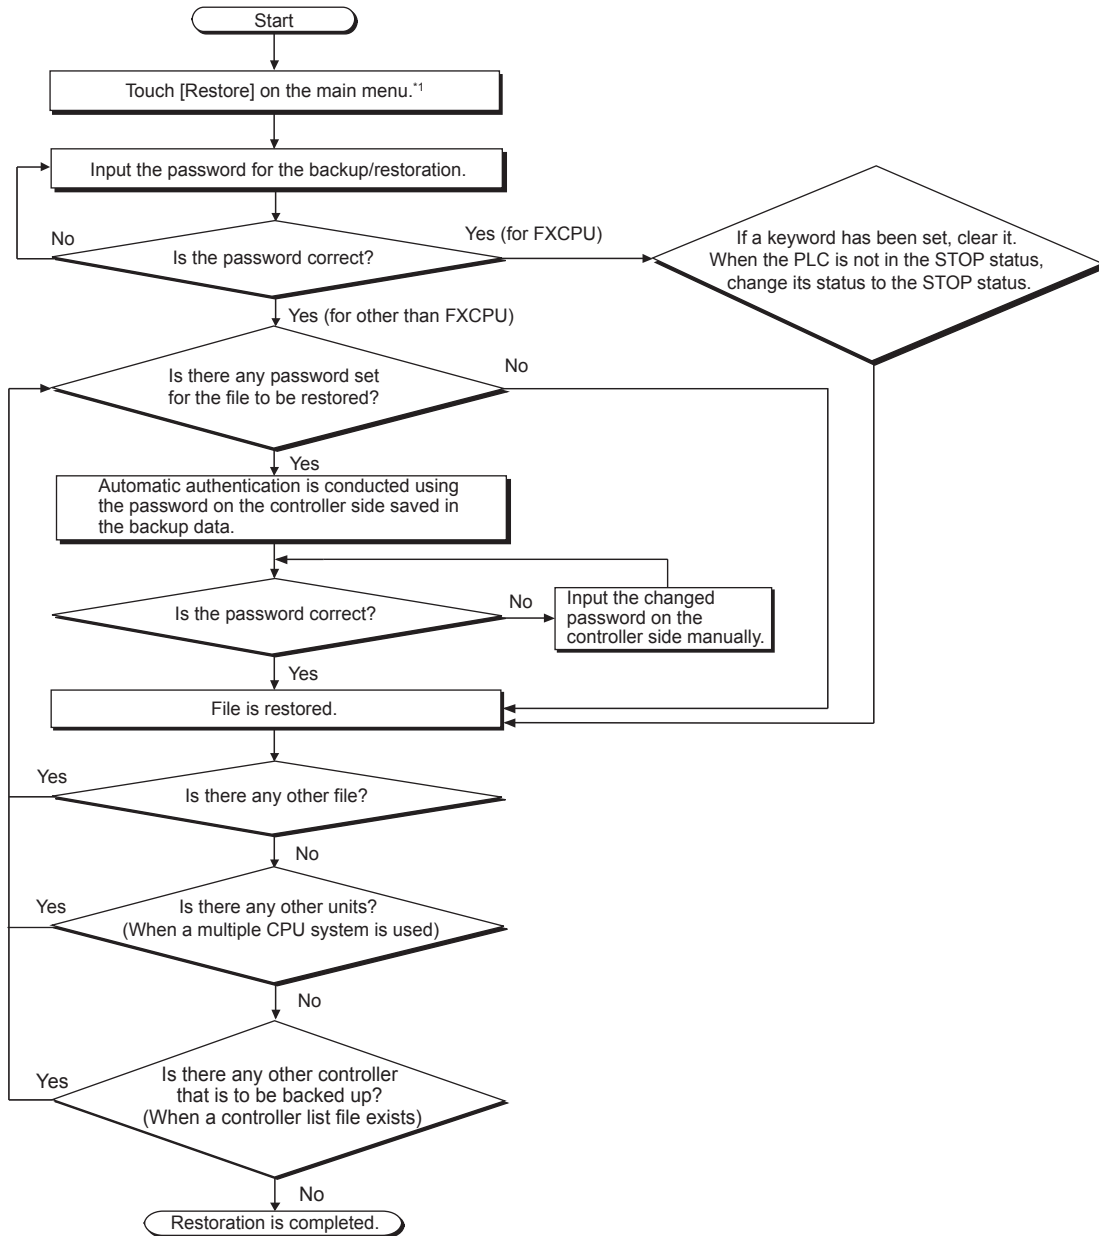 Start
Touch [Restore] on the main menu.*1
Input the password for the backup/restoration.
No
Is the password correct?
Yes (for FXCPU)
If a keyword has been set, clear it.
When the PLC is not in the STOP status,
change its status to the STOP status.
Yes (for other than FXCPU)
Is there any password set
for the file to be restored?
No
Yes
Automatic authentication is conducted using
the password on the controller side saved in
the backup data.
Is the password correct?
No
Input the changed
password on the
controller side manually.
Yes
File is restored.
Yes
Is there any other file?
No
Yes
Is there any other units?
(When a multiple CPU system is used)
No
Yes
Is there any other controller
that is to be backed up?
(When a controller list file exists)
No
Restoration is completed.